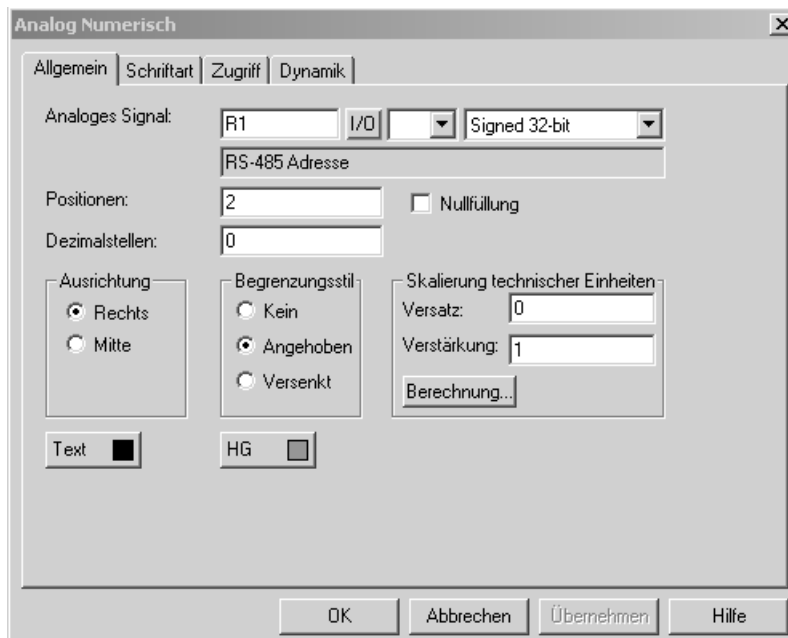 Analog Numerisch
Allgemein Schriftart Zugriff Dynamik
Analoges Signal: R1 I/O Signed 32-bit
RS-485 Adresse
Positionen: 2 Nullfüllung
Dezimalstellen: 0
Ausrichtung
Rechts
Mitte
Begrenzungsstil
Kein
Angehoben
Versenkt
Skalierung technischer Einheiten
Versatz: 0
Verstärkung: 1
Berechnung...
Text HG
OK Abbrechen Übernehmen Hilfe